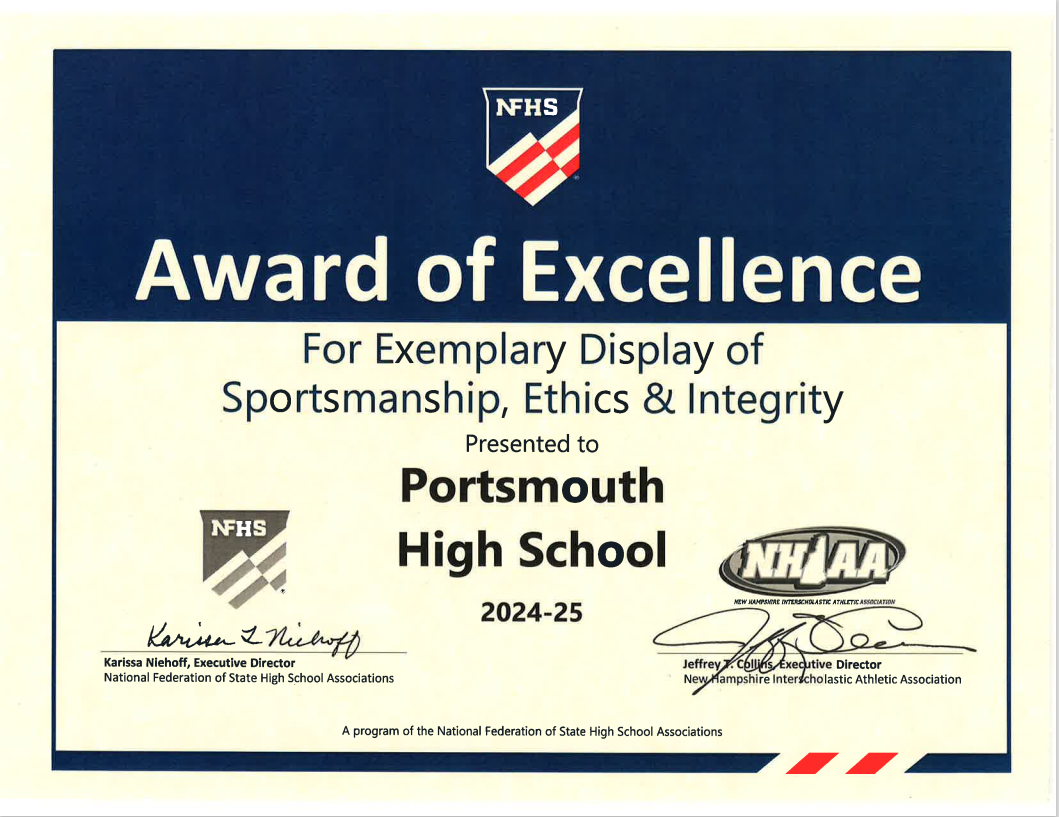 NFHS
Award of Excellence
For Exemplary Display of
Sportsmanship, Ethics & Integrity
Presented to
Portsmouth
High School
2024-25
NFHS
NHIAA
NEW HAMPSHIRE INTERSCHOLASTIC ATHLETIC ASSOCIATION
Karissa L Niehoff
Karissa Niehoff, Executive Director
National Federation of State High School Associations
Jeffrey T. Collins, Executive Director
New Hampshire Interscholastic Athletic Association
A program of the National Federation of State High School Associations